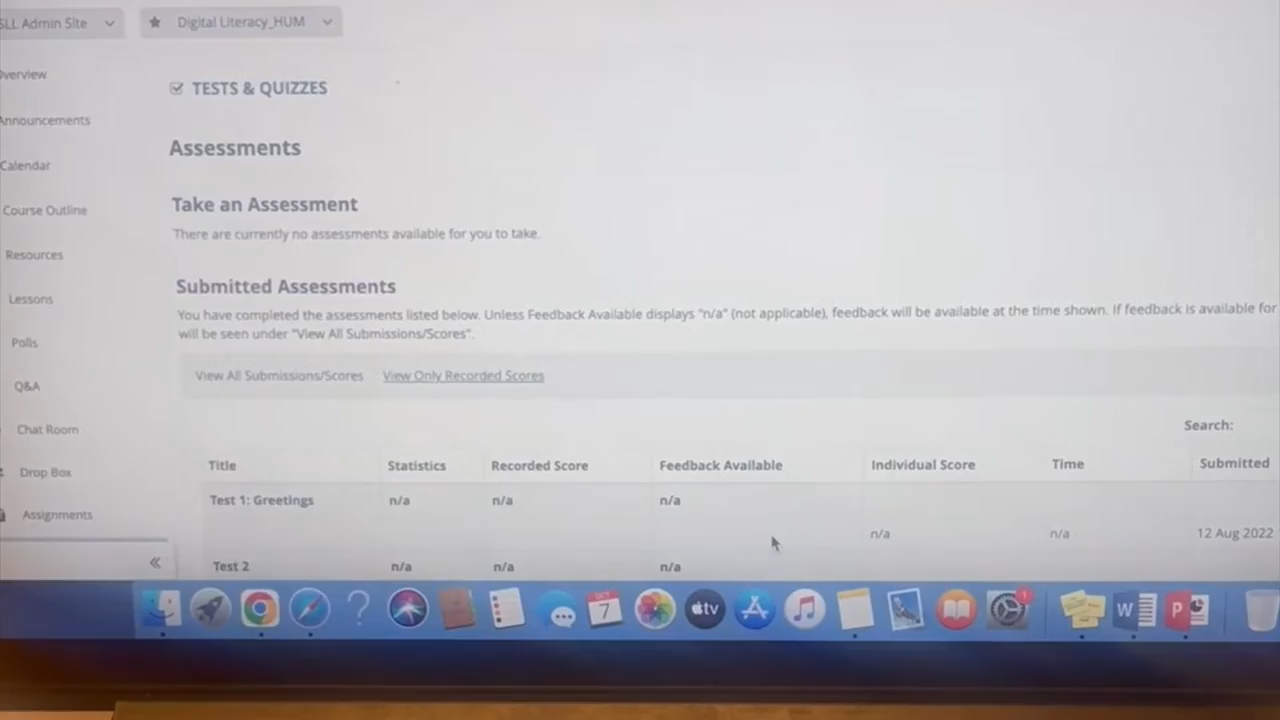 SLL Admin Site
Digital Literacy_HUM
Overview
Announcements
Calendar
Course Outline
Resources
Lessons
Polls
Q&A
Chat Room
Drop Box
Assignments
TESTS & QUIZZES
Assessments
Take an Assessment
There are currently no assessments available for you to take.
Submitted Assessments
You have completed the assessments listed below. Unless Feedback Available displays "n/a" (not applicable), feedback will be available at the time shown. If feedback is available for
will be seen under "View All Submissions/Scores".
View All Submissions/Scores View Only Recorded Scores
Search:
Title Statistics Recorded Score Feedback Available Individual Score Time Submitted
Test 1: Greetings n/a n/a n/a
n/a n/a 12 Aug 2022
Test 2 n/a n/a n/a
OCT
7
tv
1
W
P